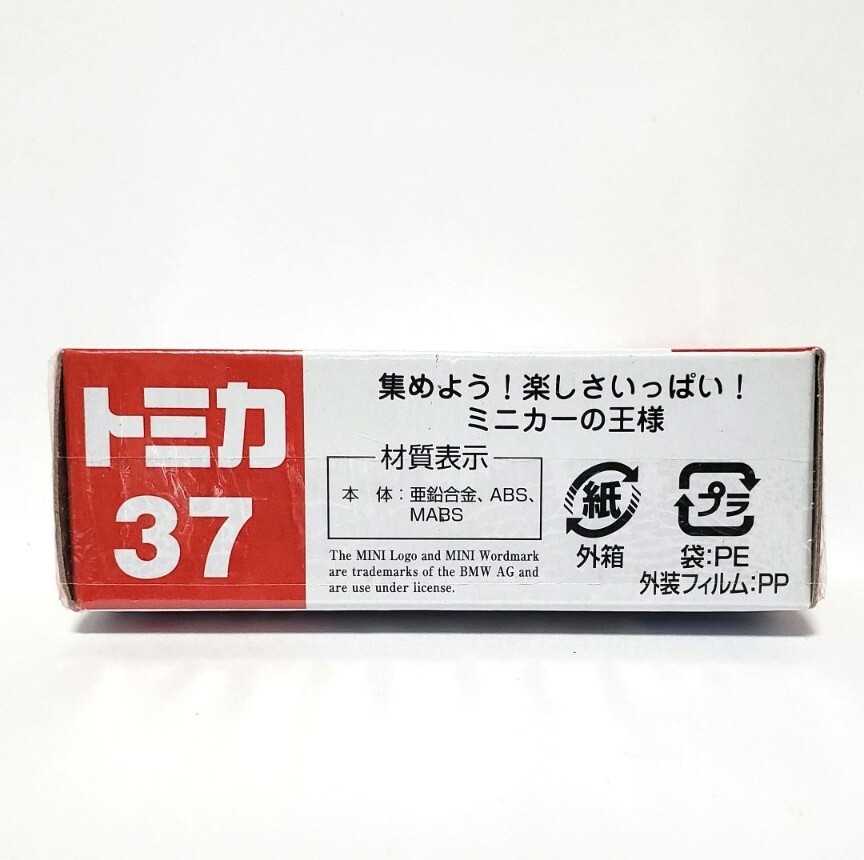 トミカ
37
集めよう！楽しさいっぱい！
ミニカーの王様
材質表示
本　体：亜鉛合金、ABS、
MABS
The MINI Logo and MINI Wordmark
are trademarks of the BMW AG and
are use under license.
紙
外箱
プラ
袋：PE
外装フィルム：PP